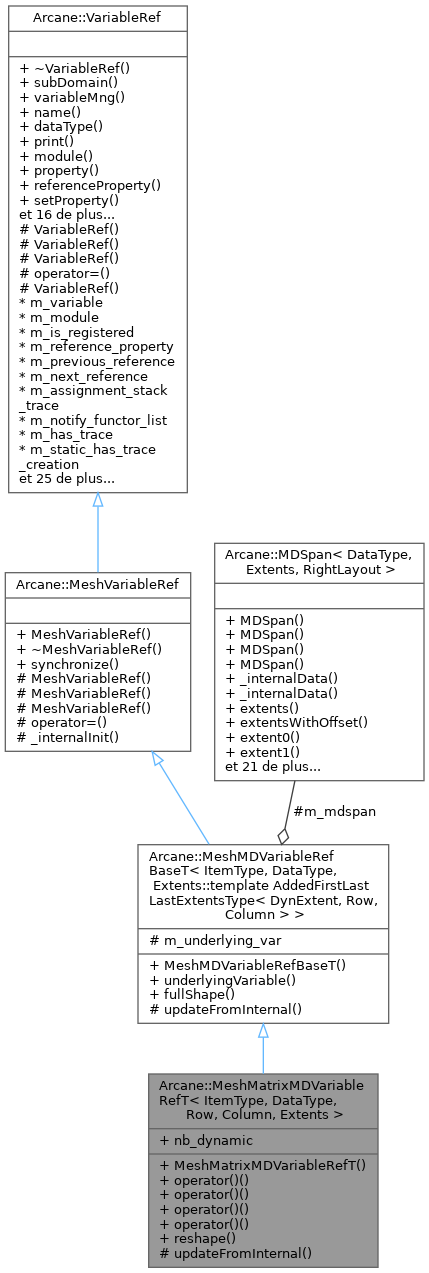 Arcane::VariableRef
+ ~VariableRef()
+ subDomain()
+ variableMng()
+ name()
+ dataType()
+ print()
+ module()
+ property()
+ referenceProperty()
+ setProperty()
et 16 de plus...
# VariableRef()
# VariableRef()
# VariableRef()
# operator=()
# VariableRef()
* m_variable
* m_module
* m_is_registered
* m_reference_property
* m_previous_reference
* m_next_reference
* m_assignment_stack
_trace
* m_notify_functor_list
* m_has_trace
* m_static_has_trace
_creation
et 25 de plus...
Arcane::MeshVariableRef
+ MeshVariableRef()
+ ~MeshVariableRef()
+ synchronize()
# MeshVariableRef()
# MeshVariableRef()
# MeshVariableRef()
# operator=()
# _internalInit()
Arcane::MDSpan< DataType,
Extents, RightLayout >
+ MDSpan()
+ MDSpan()
+ MDSpan()
+ MDSpan()
+ _internalData()
+ _internalData()
+ extents()
+ extentsWithOffset()
+ extent0()
+ extent1()
et 21 de plus...
#m_mdspan
Arcane::MeshMDVariableRef
BaseT< ItemType, DataType,
Extents::template AddedFirstLast
LastExtentsType< DynExtent, Row,
Column > >
# m_underlying_var
+ MeshMDVariableRefBaseT()
+ underlyingVariable()
+ fullShape()
# updateFromInternal()
Arcane::MeshMatrixMDVariable
RefT< ItemType, DataType,
Row, Column, Extents >
+ nb_dynamic
+ MeshMatrixMDVariableRefT()
+ operator()()
+ operator()()
+ operator()()
+ operator()()
+ reshape()
# updateFromInternal()